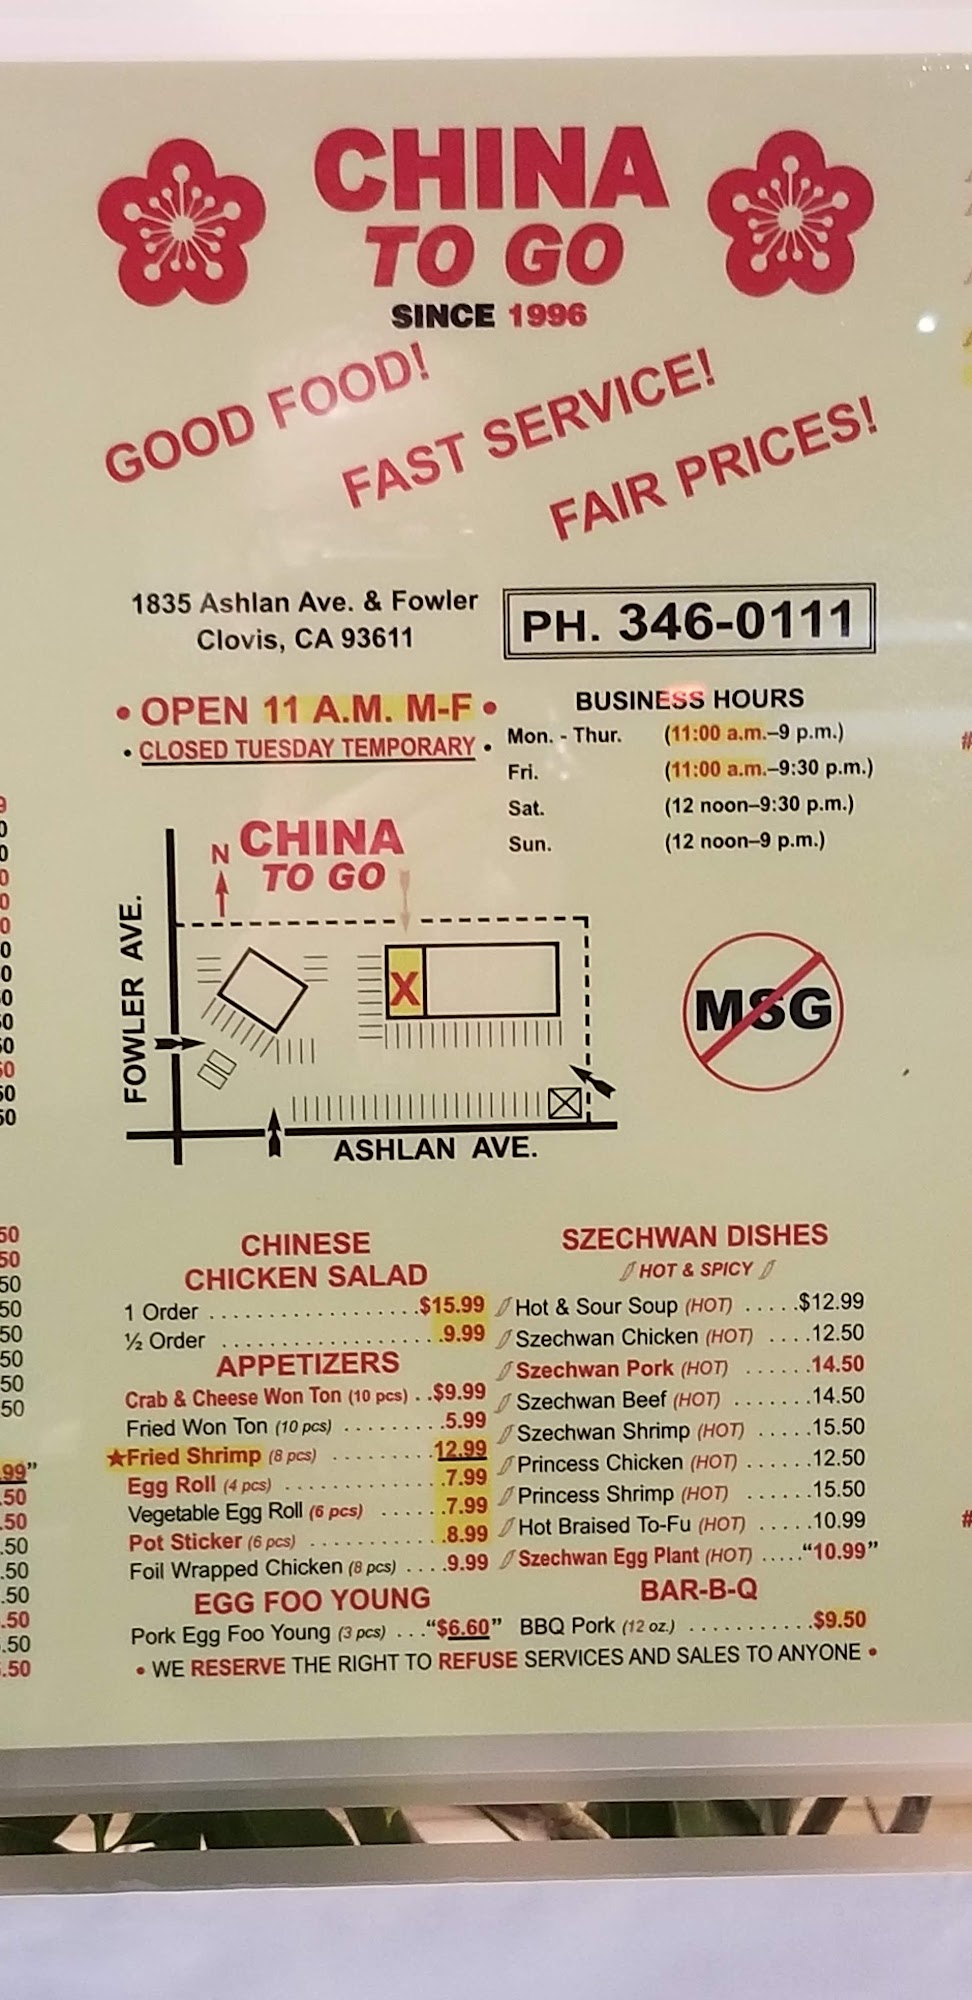 CHINA
TO GO
SINCE 1996
GOOD FOOD!
FAST SERVICE!
FAIR PRICES!
1835 Ashlan Ave. & Fowler
Clovis, CA 93611
PH. 346-0111
• OPEN 11 A.M. M-F •
• CLOSED TUESDAY TEMPORARY •
BUSINESS HOURS
Mon. - Thur. (11:00 a.m.–9 p.m.)
Fri. (11:00 a.m.–9:30 p.m.)
Sat. (12 noon–9:30 p.m.)
Sun. (12 noon–9 p.m.)
N
CHINA
TO GO
X
FOWLER AVE.
ASHLAN AVE.
MSG
CHINESE
CHICKEN SALAD
1 Order ..................$15.99
½ Order ..................9.99
APPETIZERS
Crab & Cheese Won Ton (10 pcs) ..$9.99
Fried Won Ton (10 pcs) .........5.99
★Fried Shrimp (8 pcs) .........12.99
Egg Roll (4 pcs) ..............7.99
Vegetable Egg Roll (6 pcs) ......7.99
Pot Sticker (6 pcs) ............8.99
Foil Wrapped Chicken (8 pcs) ....9.99
EGG FOO YOUNG
Pork Egg Foo Young (3 pcs) ..."$6.60"
SZECHWAN DISHES
HOT & SPICY
Hot & Sour Soup (HOT) .....$12.99
Szechwan Chicken (HOT) ....12.50
Szechwan Pork (HOT) ......14.50
Szechwan Beef (HOT) .......14.50
Szechwan Shrimp (HOT) .....15.50
Princess Chicken (HOT) ......12.50
Princess Shrimp (HOT) ......15.50
Hot Braised To-Fu (HOT) .....10.99
Szechwan Egg Plant (HOT) ....."10.99"
BAR-B-Q
BBQ Pork (12 oz.) ...........$9.50
• WE RESERVE THE RIGHT TO REFUSE SERVICES AND SALES TO ANYONE •